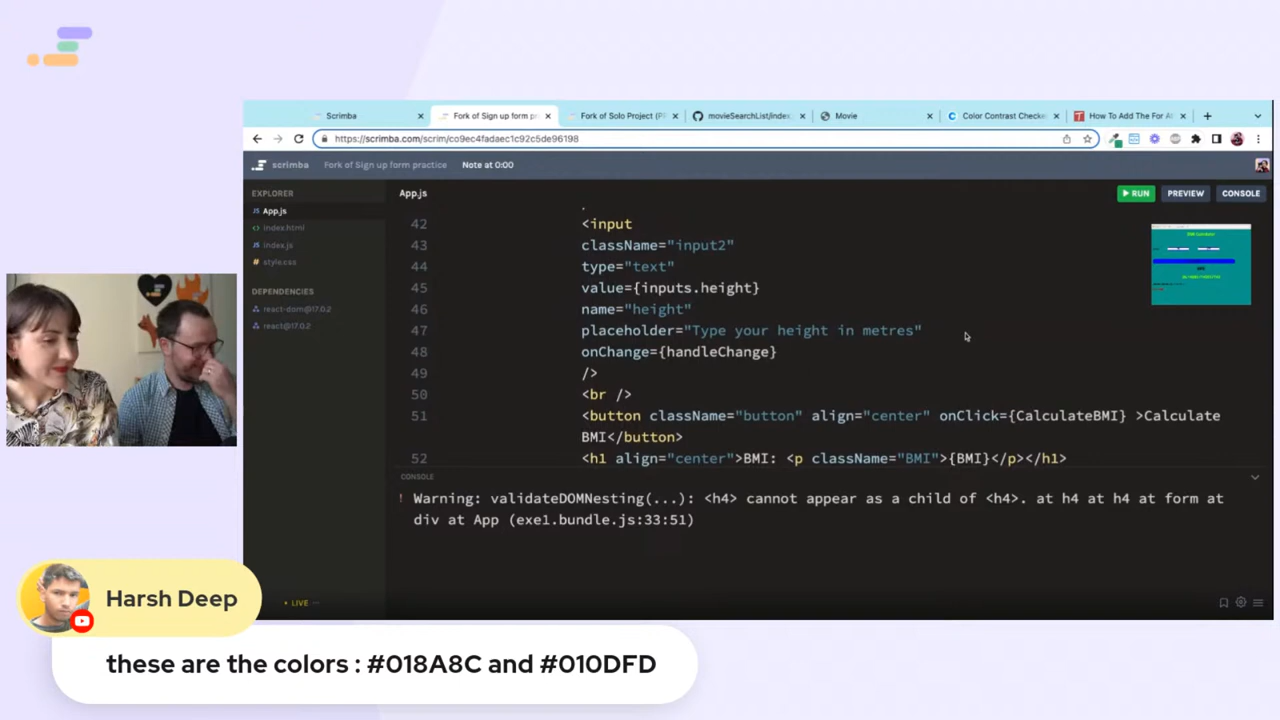 Scrimba
Fork of Sign up form pr
Fork of Solo Project (P
movieSearchList/index.
Movie
Color Contrast Checke
How To Add The For At
https://scrimba.com/scrim/co9ec4fadaec1c92c5de96198
scrimba
Fork of Sign up form practice
Note at 0:00
EXPLORER
App.js
index.html
index.js
style.css
DEPENDENCIES
react-dom@17.0.2
react@17.0.2
App.js
RUN
PREVIEW
CONSOLE
42 <input
43 className="input2"
44 type="text"
45 value={inputs.height}
46 name="height"
47 placeholder="Type your height in metres"
48 onChange={handleChange}
49 />
50 <br />
51 <button className="button" align="center" onClick={CalculateBMI} >Calculate
BMI</button>
52 <h1 align="center">BMI: <p className="BMI">{BMI}</p></h1>
CONSOLE
! Warning: validateDOMNesting(...): <h4> cannot appear as a child of <h4>. at h4 at h4 at form at
div at App (exe1.bundle.js:33:51)
LIVE
Harsh Deep
these are the colors : #018A8C and #010DFD